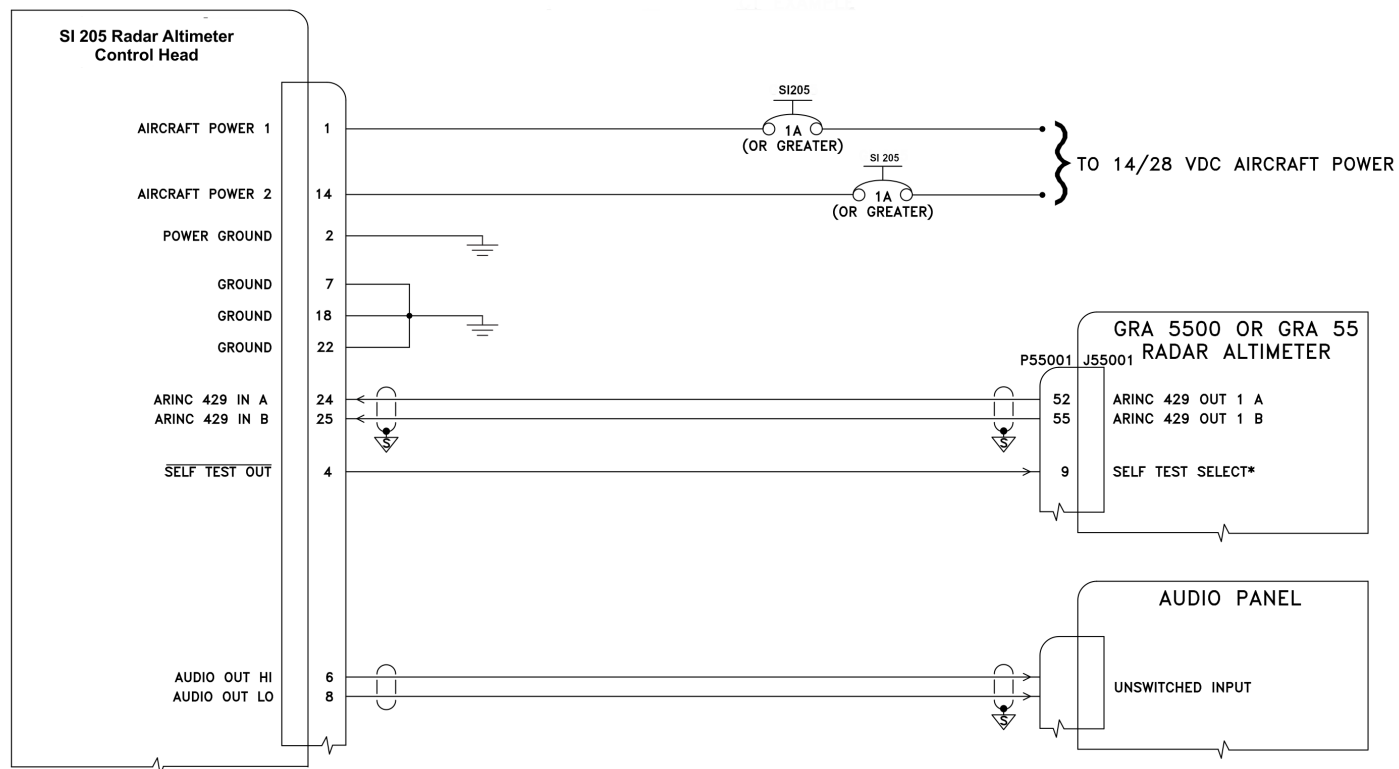 SI 205 Radar Altimeter
Control Head
AIRCRAFT POWER 1
1
SI205
1A
(OR GREATER)
AIRCRAFT POWER 2
14
SI 205
1A
(OR GREATER)
TO 14/28 VDC AIRCRAFT POWER
POWER GROUND
2
GROUND
7
GROUND
18
GROUND
22
GRA 5500 OR GRA 55
RADAR ALTIMETER
P55001 J55001
ARINC 429 IN A
24
52
ARINC 429 OUT 1 A
ARINC 429 IN B
25
55
ARINC 429 OUT 1 B
S
S
SELF TEST OUT
4
9
SELF TEST SELECT*
AUDIO PANEL
AUDIO OUT HI
6
AUDIO OUT LO
8
UNSWITCHED INPUT
S